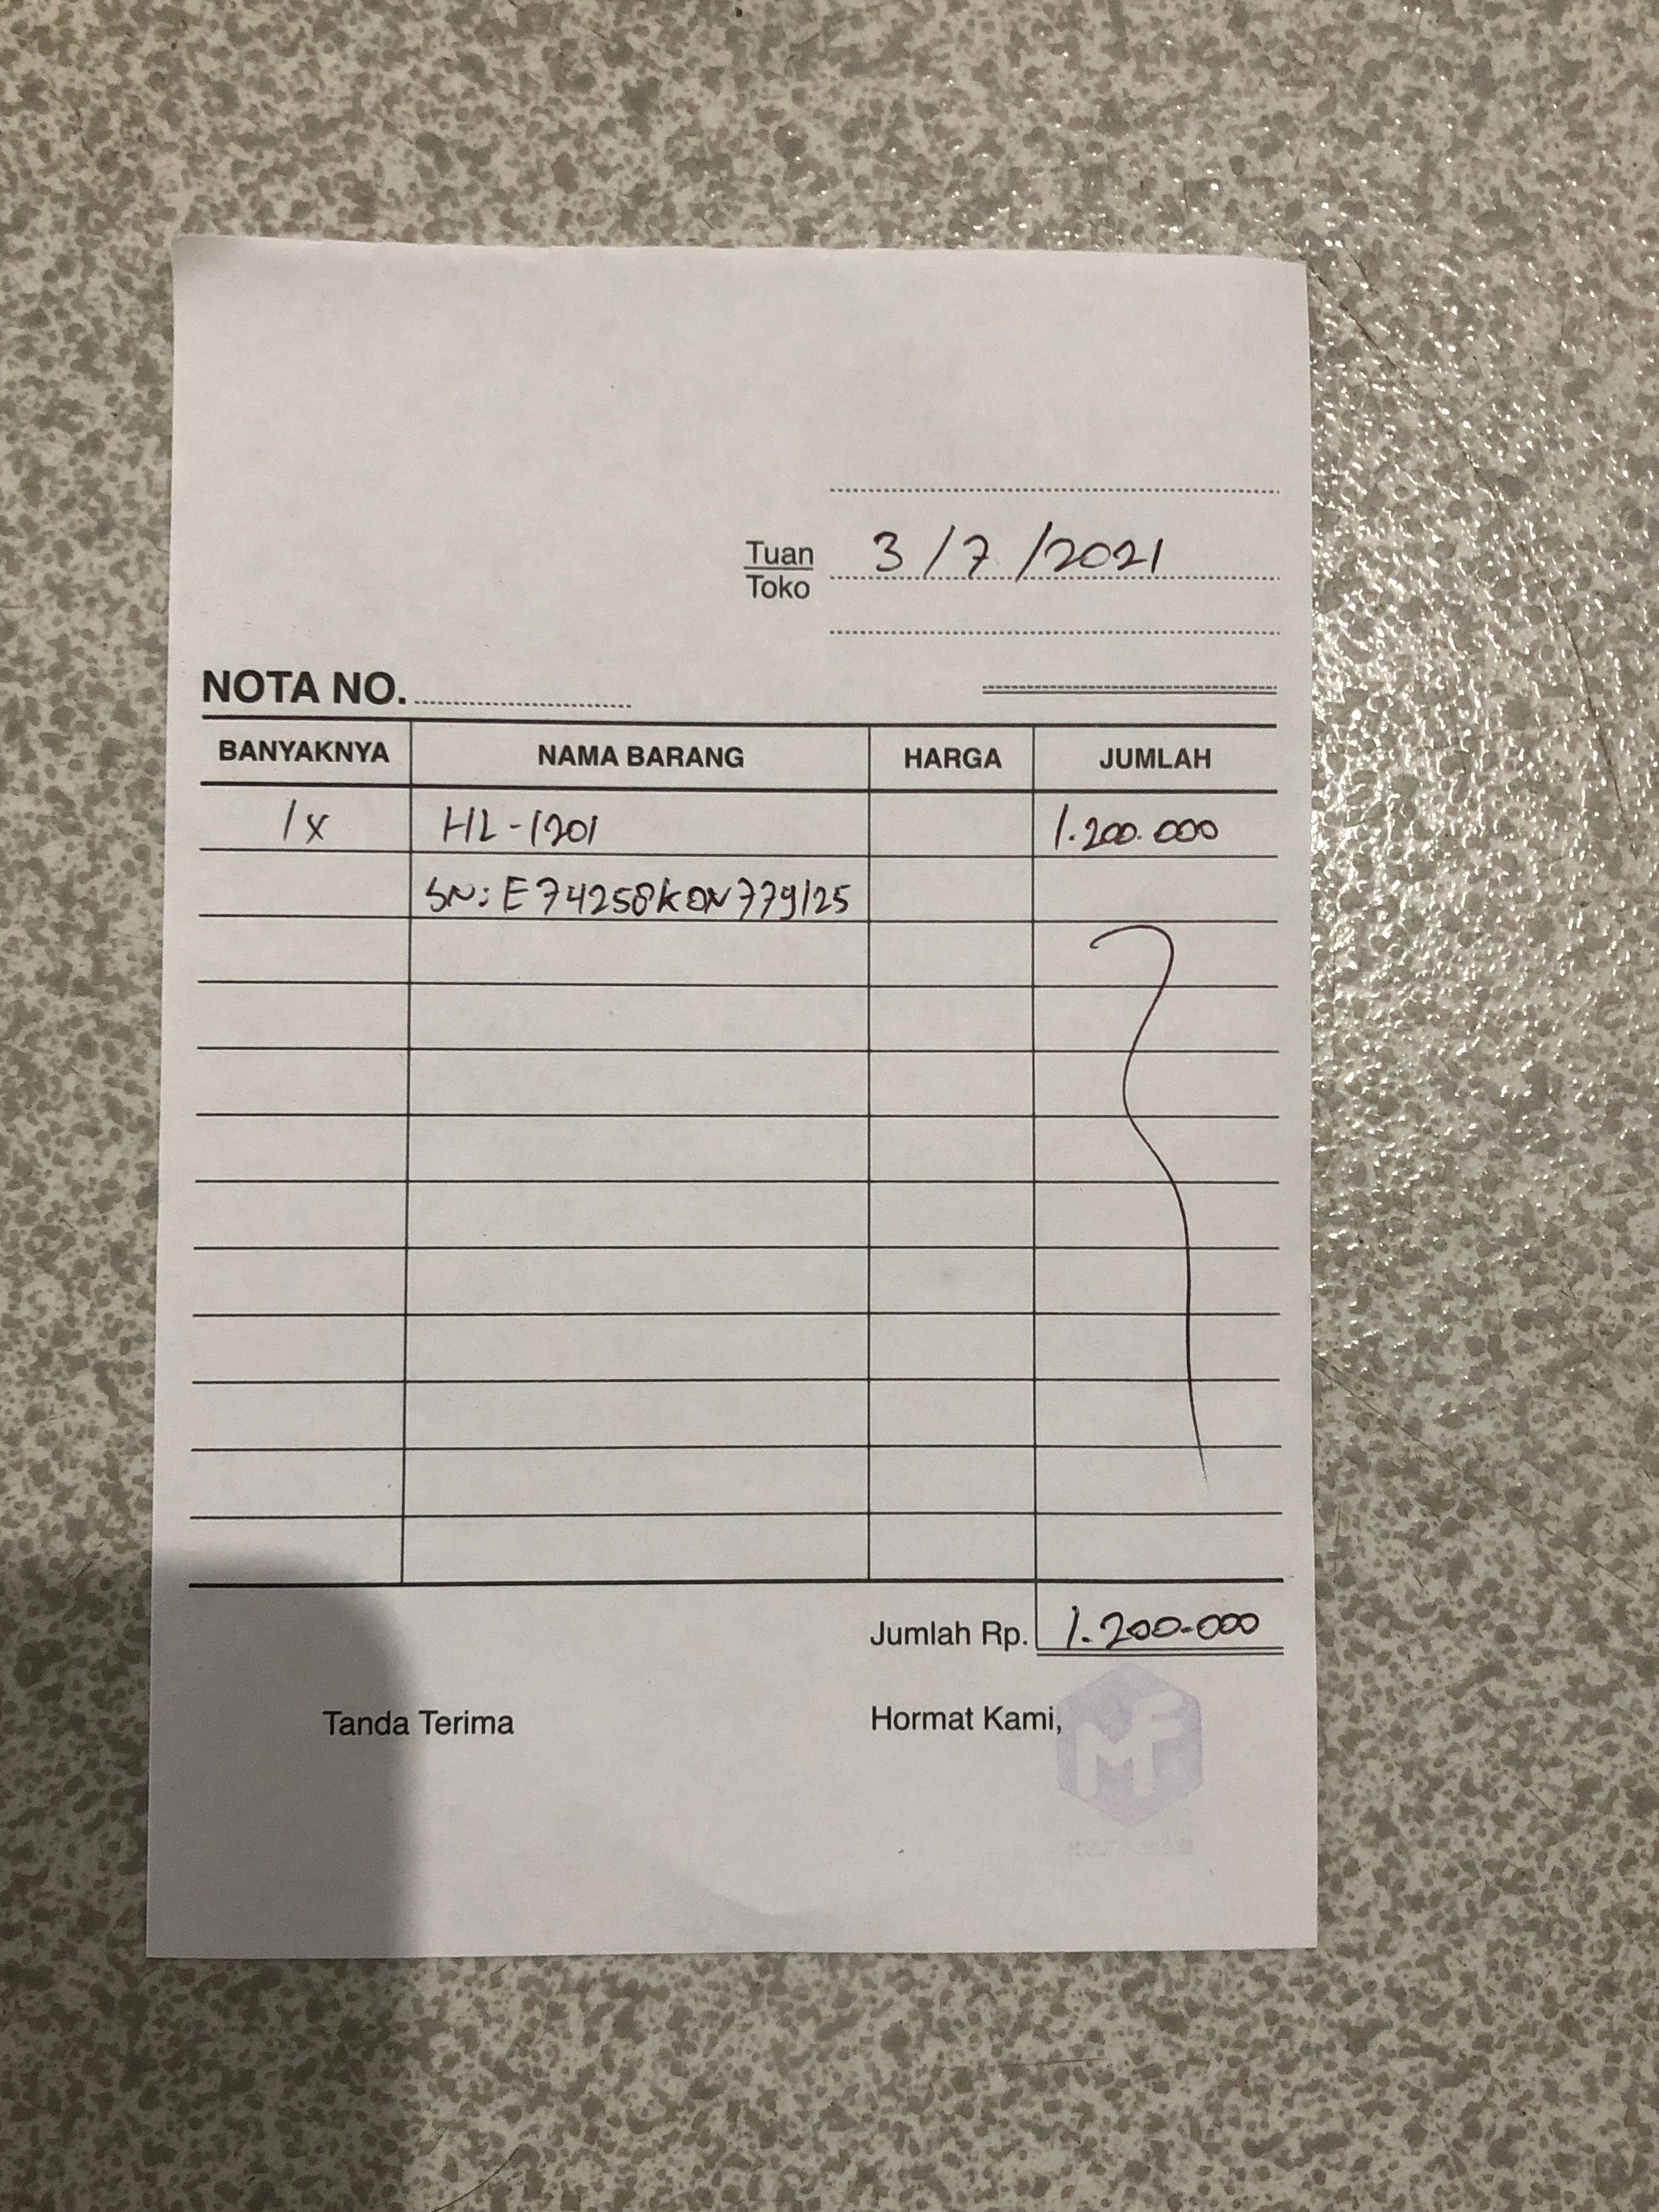 3/7/2021
Tuan
Toko
NOTA NO.
BANYAKNYA NAMA BARANG HARGA JUMLAH
1x HL-1201 1.200.000
SN: E74258K0N779125
Jumlah Rp. 1.200.000
Tanda Terima Hormat Kami,
MF